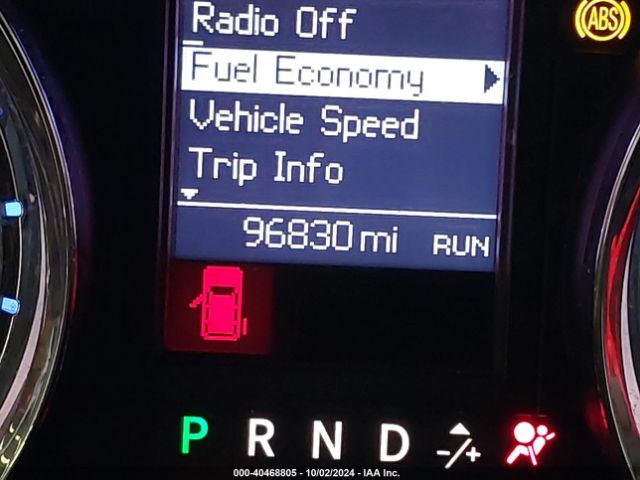 Radio Off
ABS
Fuel Economy
Vehicle Speed
Trip Info
96830 mi RUN
P R N D -/+
000-40468805 - 10/02/2024 - IAA Inc.